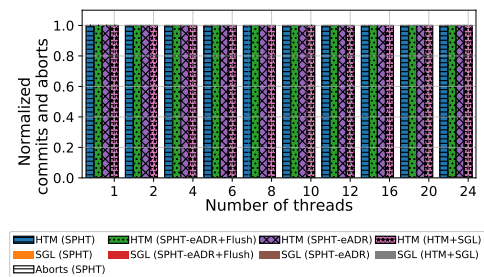 Normalized
commits and aborts
1.0
0.8
0.6
0.4
0.2
0.0
1 2 4 6 8 10 12 16 20 24
Number of threads
HTM (SPHT) HTM (SPHT-eADR+Flush) HTM (SPHT-eADR) HTM (HTM+SGL)
SGL (SPHT) SGL (SPHT-eADR+Flush) SGL (SPHT-eADR) SGL (HTM+SGL)
Aborts (SPHT)